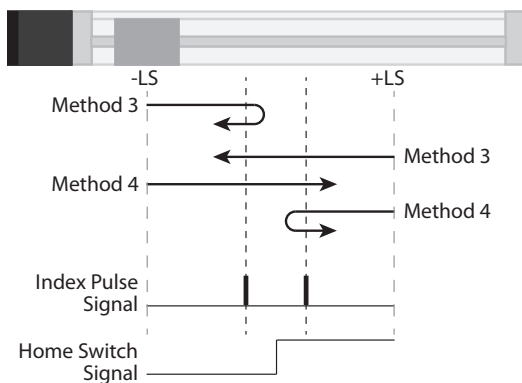 -LS +LS
Method 3
Method 3
Method 4
Method 4
Index Pulse
Signal
Home Switch
Signal